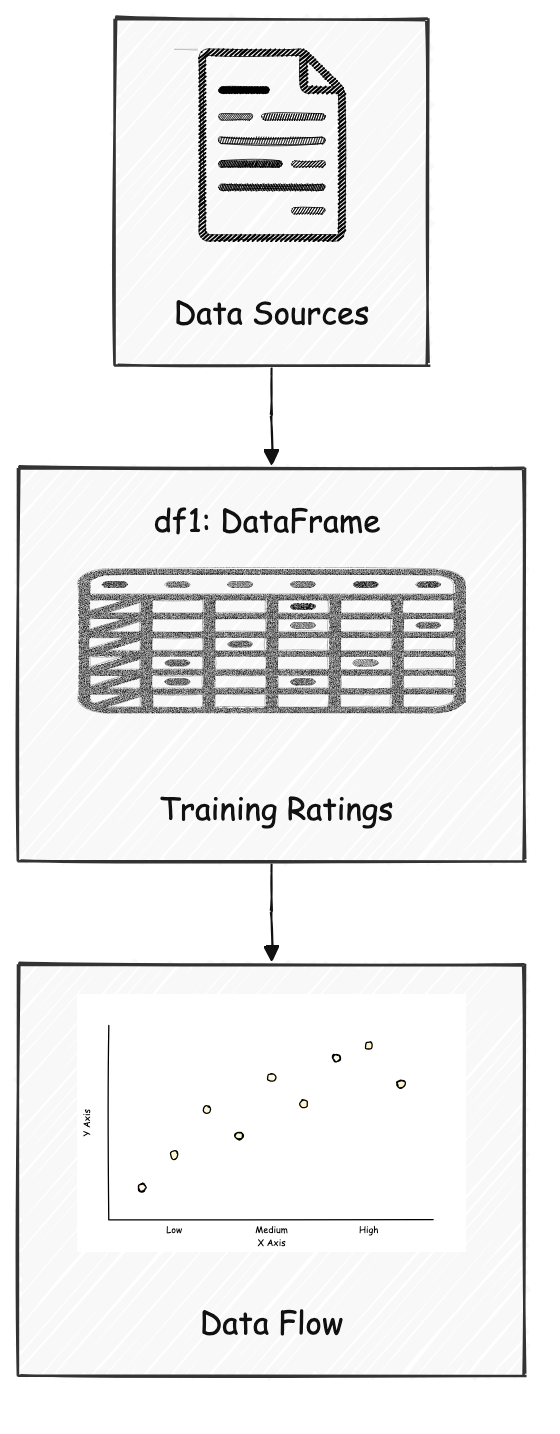 Data Sources
df1: DataFrame
Training Ratings
Y Axis
Low Medium High
X Axis
Data Flow